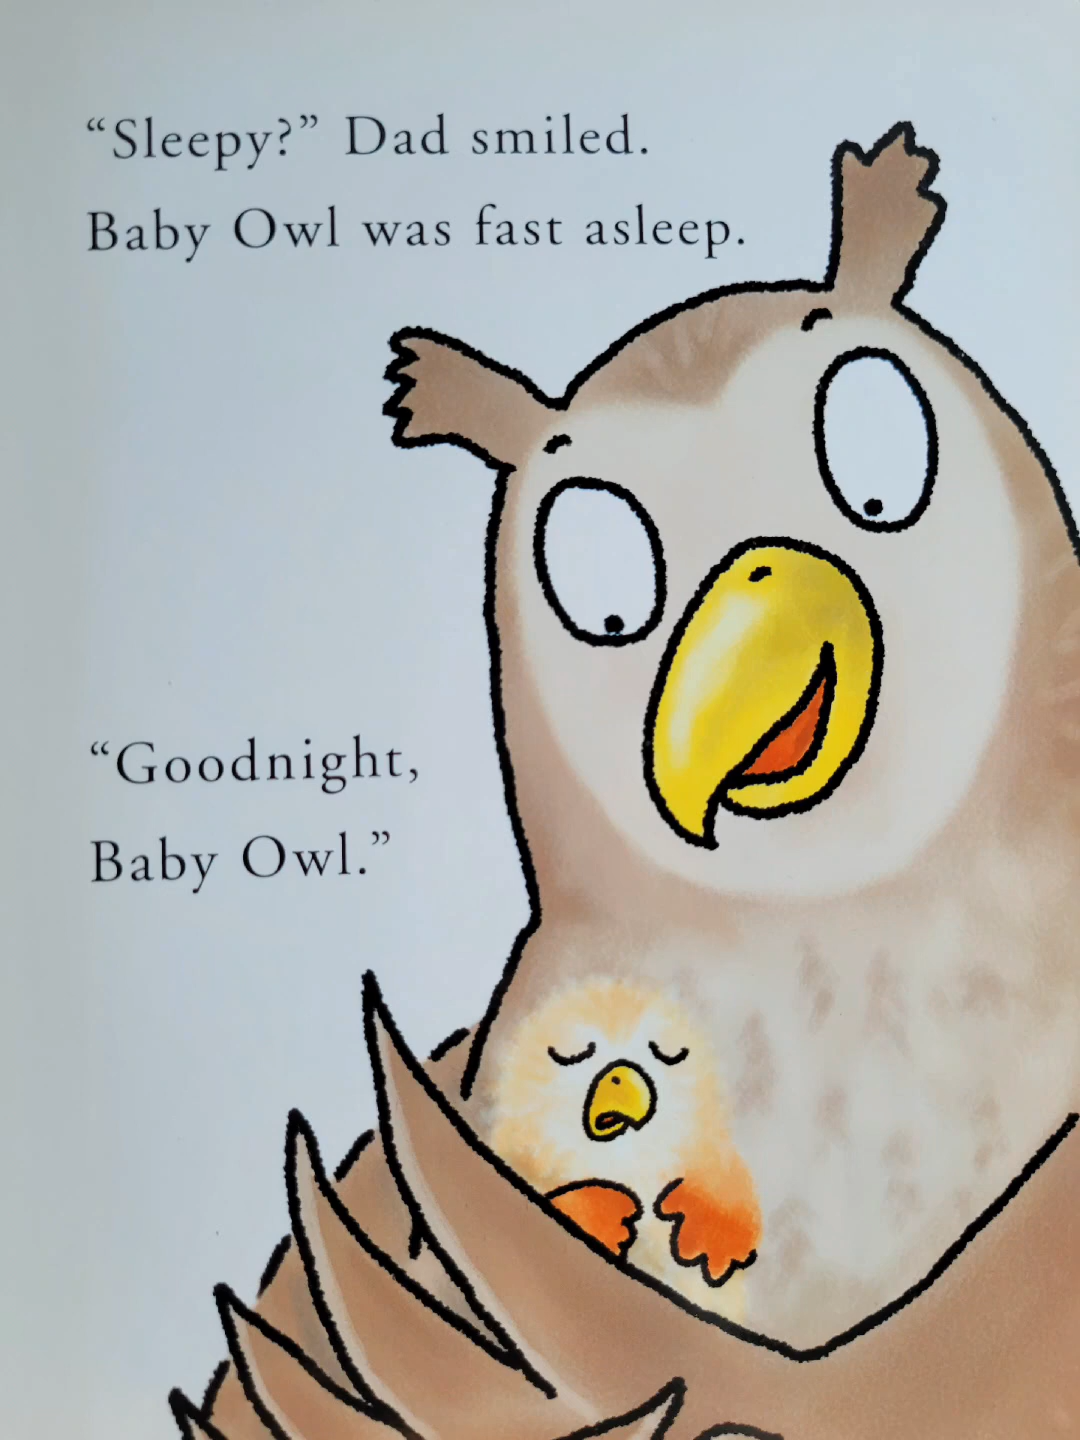 “Sleepy?” Dad smiled.
Baby Owl was fast asleep.
“Goodnight,
Baby Owl.”